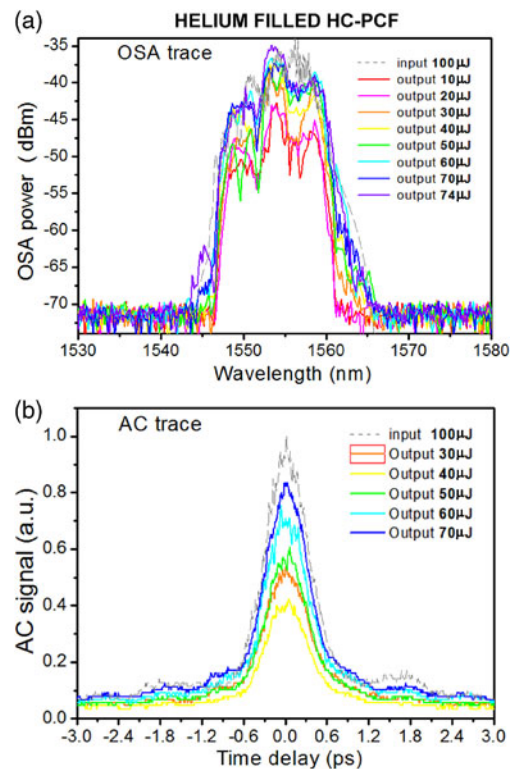 HELIUM FILLED HC-PCF
(a)
OSA trace
input 100µJ
output 10µJ
output 20µJ
output 30µJ
output 40µJ
output 50µJ
output 60µJ
output 70µJ
output 74µJ
OSA power ( dBm)
-35
-40
-45
-50
-55
-60
-65
-70
1530 1540 1550 1560 1570 1580
Wavelength (nm)
(b)
AC trace
input 100µJ
Output 30µJ
Output 40µJ
Output 50µJ
Output 60µJ
Output 70µJ
AC signal (a.u.)
1.0
0.8
0.6
0.4
0.2
0.0
-3.0 -2.4 -1.8 -1.2 -0.6 0.0 0.6 1.2 1.8 2.4 3.0
Time delay (ps)